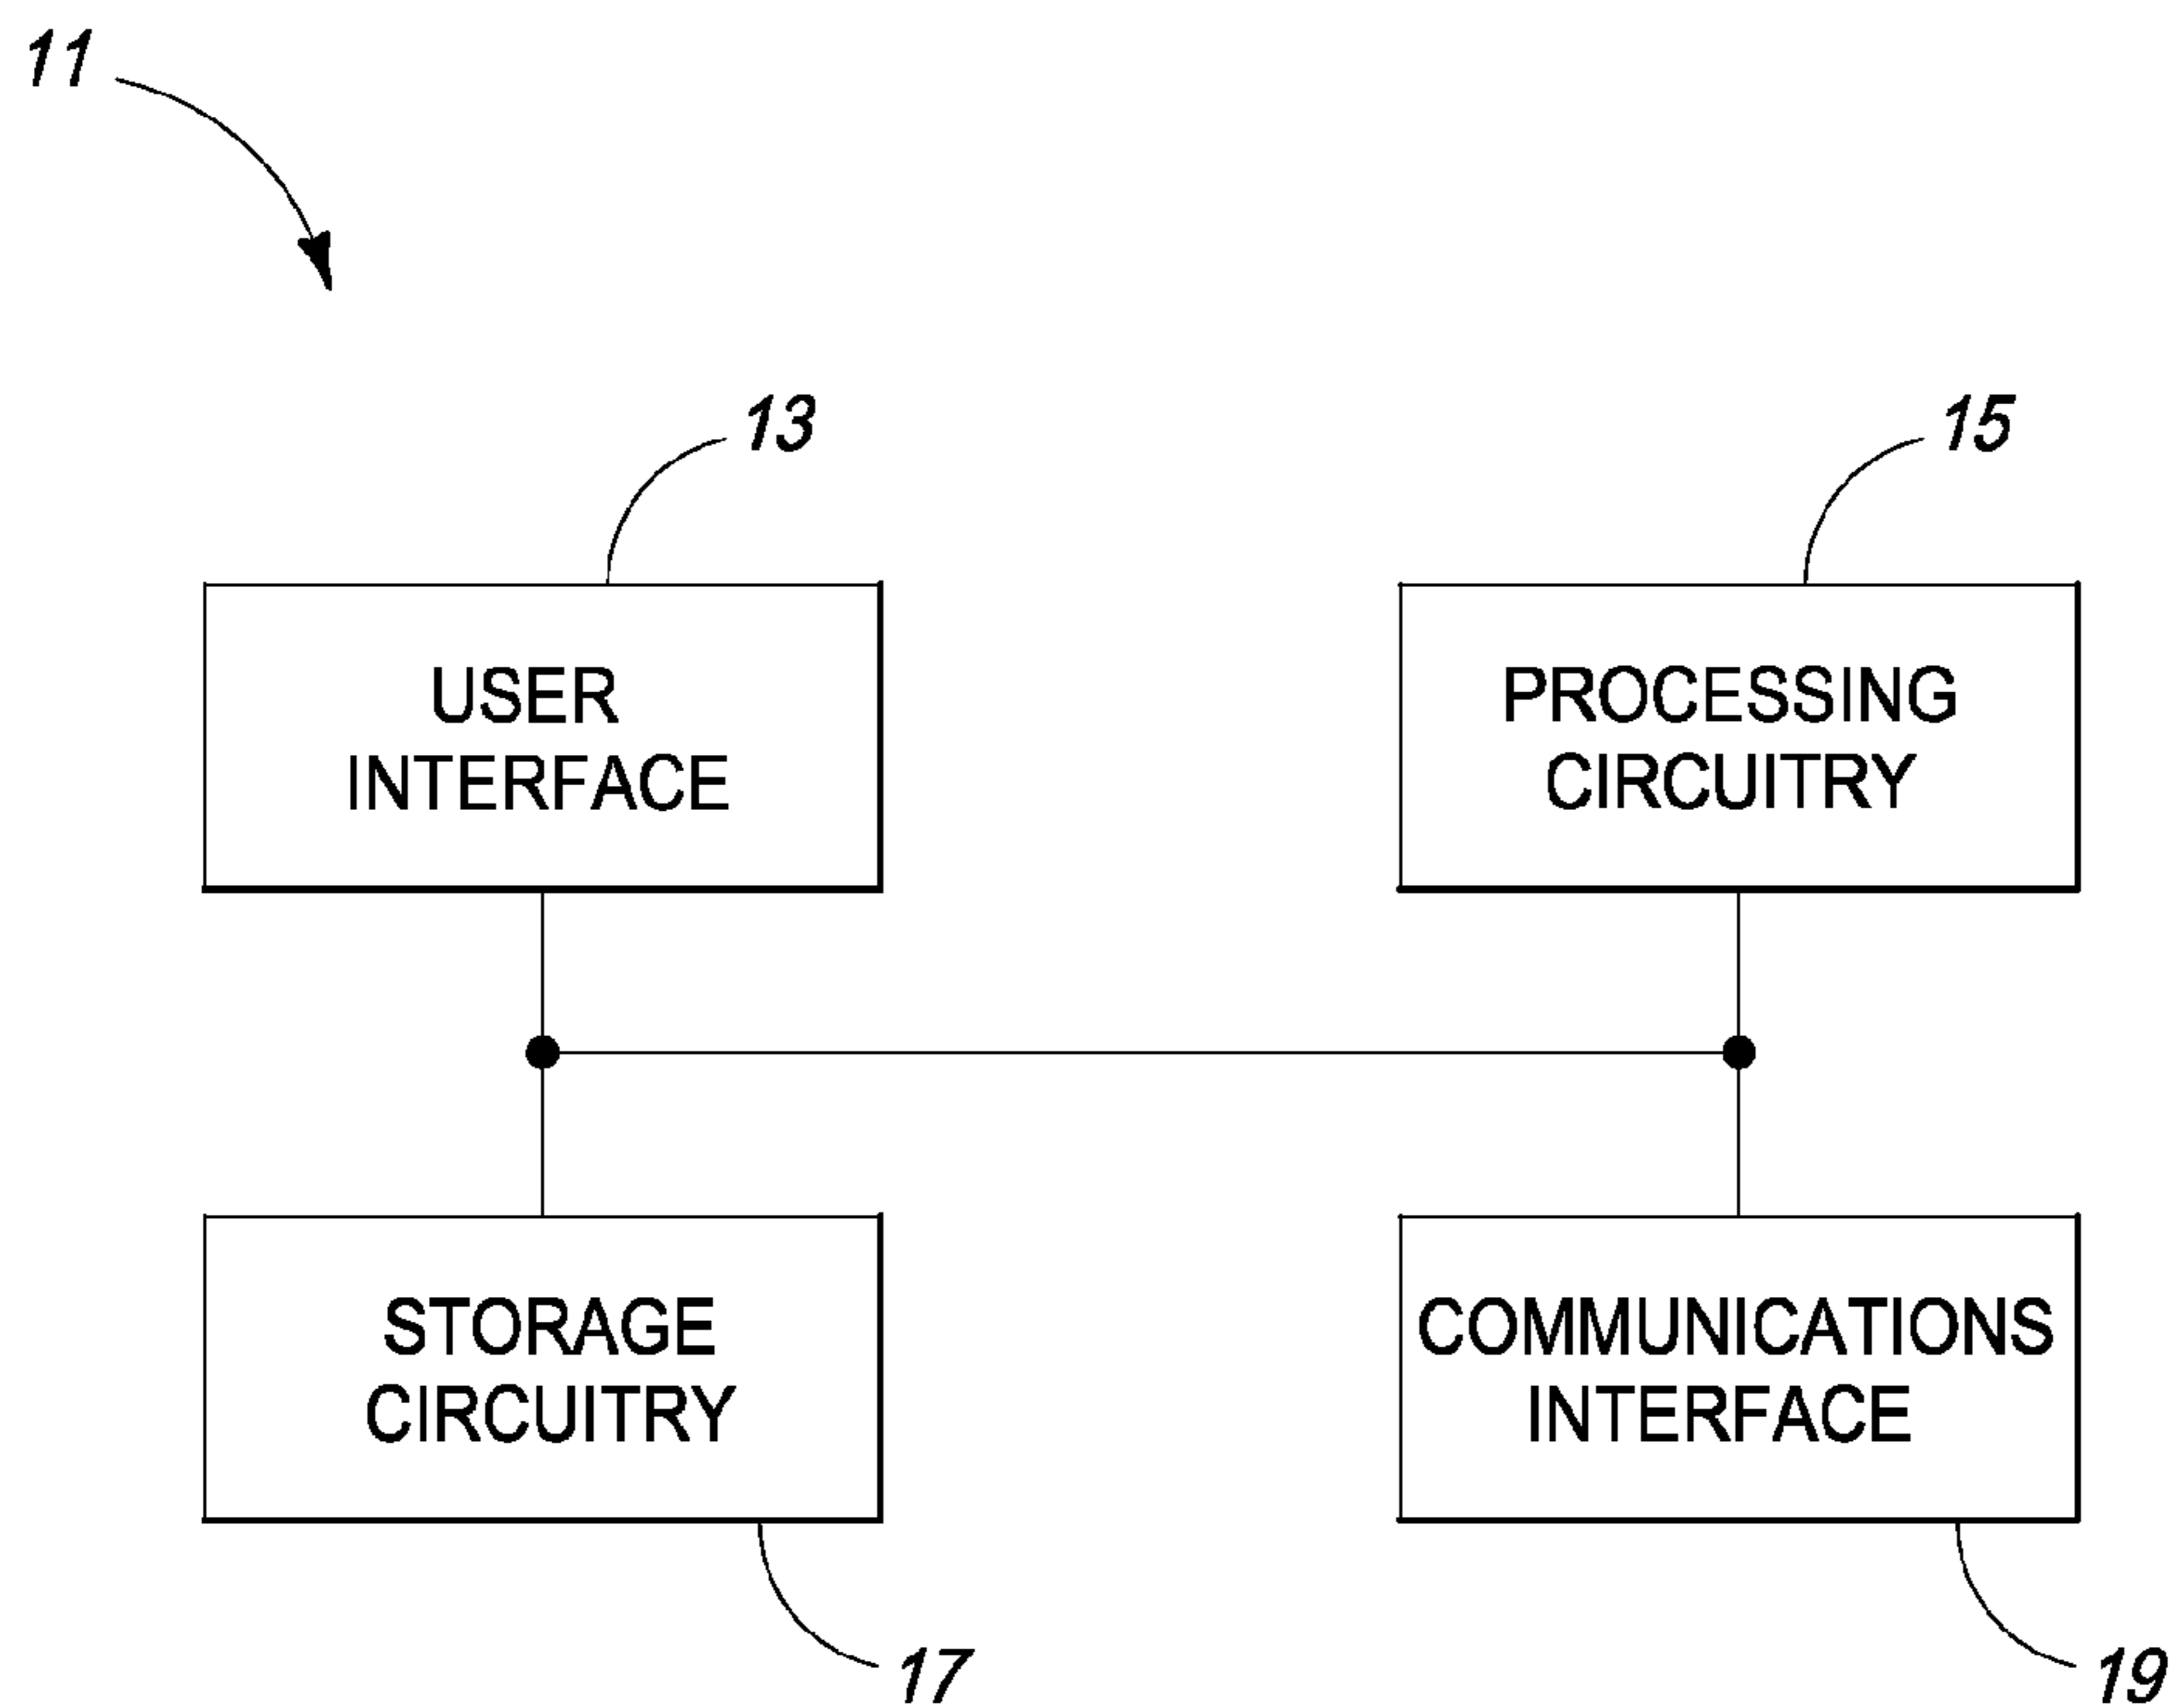 11
13
15
USER
INTERFACE
PROCESSING
CIRCUITRY
STORAGE
CIRCUITRY
COMMUNICATIONS
INTERFACE
17
19